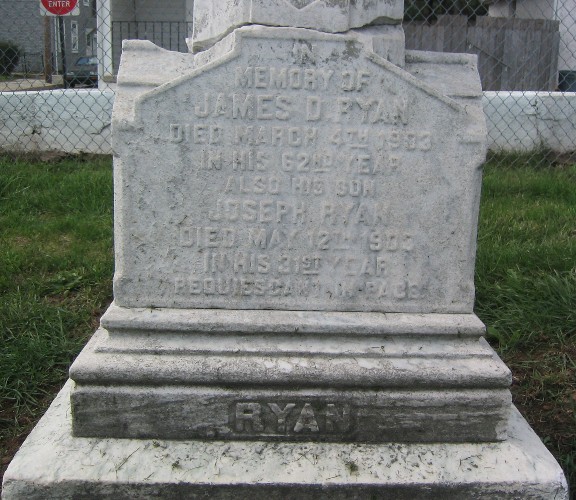 ENTER
IN
MEMORY OF
JAMES D. RYAN
DIED MARCH 4TH 1903
IN HIS 62ND YEAR
ALSO HIS SON
JOSEPH RYAN
DIED MAY 12TH 1903
IN HIS 31ST YEAR
REQUIESCANT IN PACE
RYAN